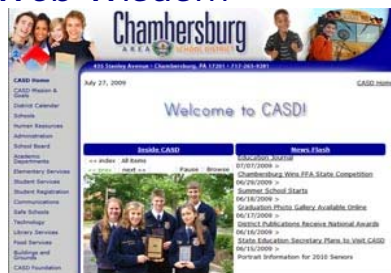 Web Wisdom
Chambersburg
AREA SCHOOL DISTRICT
435 Stanley Avenue · Chambersburg, PA 17201 · 717-263-9281
July 27, 2009
CASD Home
Welcome to CASD!
CASD Home
CASD Mission &
Goals
District Calendar
Schools
Human Resources
Administration
School Board
Academic
Departments
Elementary Services
Student Services
Student Registration
Communications
Safe Schools
Technology
Library Services
Food Services
Buildings and
Grounds
CASD Foundation
Inside CASD
<< index All Items
<< prev next >> Pause Browse
News Flash
Education Journal
07/07/2009 >
Chambersburg Wins FFA State Competition
06/29/2009 >
Summer School Starts
06/18/2009 >
Graduation Photo Gallery Available Online
06/17/2009 >
District Publications Receive National Awards
06/16/2009 >
State Education Secretary Plans to Visit CASD
06/15/2009 >
Portrait Information for 2010 Seniors